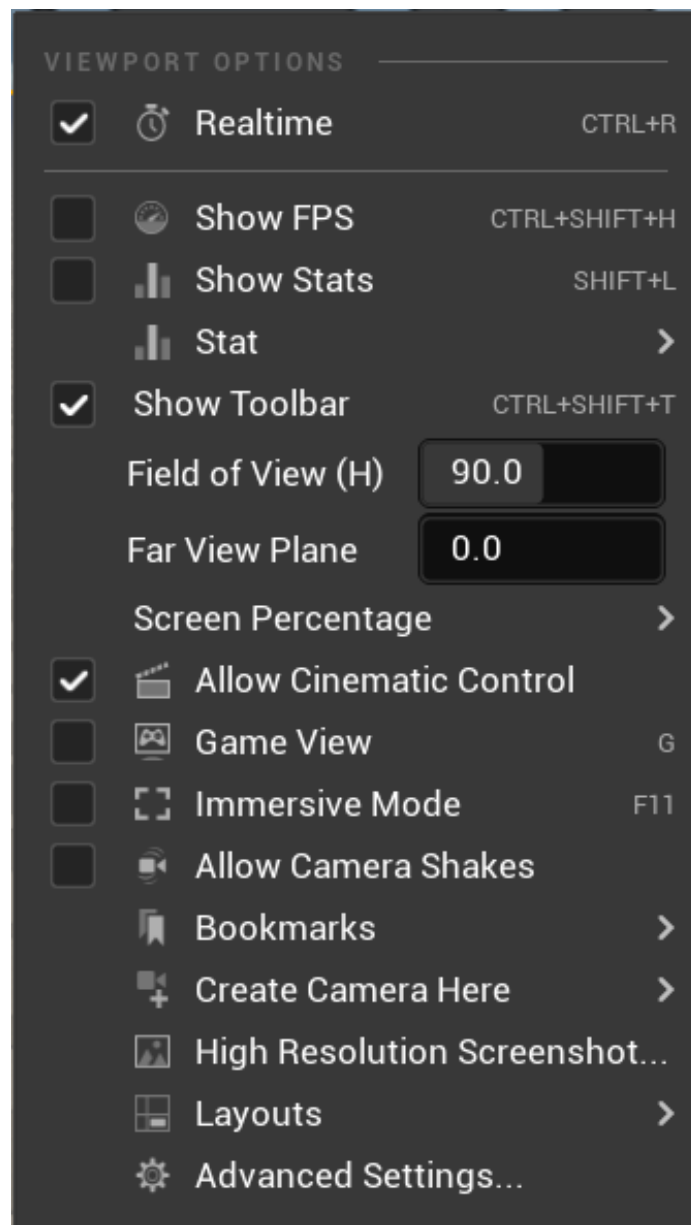 VIEWPORT OPTIONS
Realtime CTRL+R
Show FPS CTRL+SHIFT+H
Show Stats SHIFT+L
Stat
Show Toolbar CTRL+SHIFT+T
Field of View (H) 90.0
Far View Plane 0.0
Screen Percentage
Allow Cinematic Control
Game View G
Immersive Mode F11
Allow Camera Shakes
Bookmarks
Create Camera Here
High Resolution Screenshot...
Layouts
Advanced Settings...